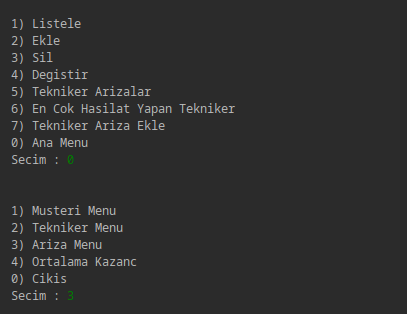 1) Listele
2) Ekle
3) Sil
4) Degistir
5) Tekniker Arizalar
6) En Cok Hasilat Yapan Tekniker
7) Tekniker Ariza Ekle
0) Ana Menu
Secim : 0
1) Musteri Menu
2) Tekniker Menu
3) Ariza Menu
4) Ortalama Kazanc
0) Cikis
Secim : 3